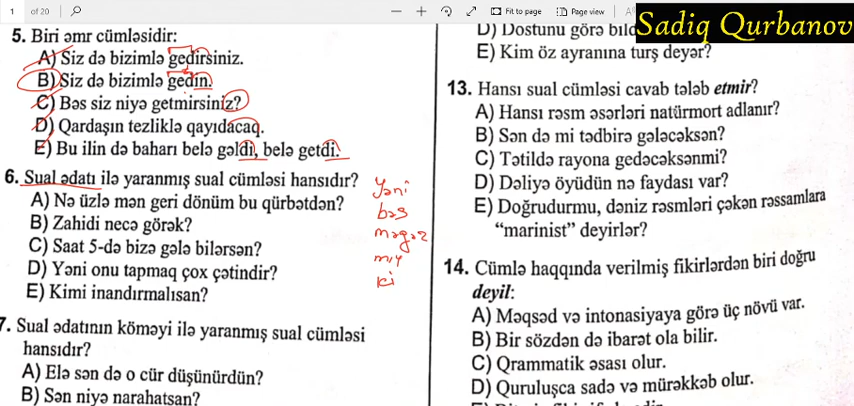 1 of 20
Fit to page
Page view
Sadiq Qurbanov
5. Biri əmr cümləsidir:
A) Siz də bizimlə gedirsiniz.
B) Siz də bizimlə gedin.
C) Bəs siz niyə getmirsiniz?
D) Qardaşın tezliklə qayıdacaq.
E) Bu ilin də baharı belə gəldi, belə getdi.
6. Sual ədatı ilə yaranmış sual cümləsi hansıdır?
A) Nə üzlə mən geri dönüm bu qürbətdən?
B) Zahidi necə görək?
C) Saat 5-də bizə gələ bilərsən?
D) Yəni onu tapmaq çox çətindir?
E) Kimi inandırmalısan?
yəni
bəs
məgər
mı⁴
ki
7. Sual ədatının köməyi ilə yaranmış sual cümləsi
hansıdır?
A) Elə sən də o cür düşünürdün?
B) Sən niyə narahatsan?
D) Dostunu görə
E) Kim öz ayranına turş deyər?
13. Hansı sual cümləsi cavab tələb etmir?
A) Hansı rəsm əsərləri natürmort adlanır?
B) Sən də mi tədbirə gələcəksən?
C) Tətildə rayona gedəcəksənmi?
D) Dəliyə öyüdün nə faydası var?
E) Doğrudurmu, dəniz rəsmləri çəkən rəssamlara
“marinist” deyirlər?
14. Cümlə haqqında verilmiş fikirlərdən biri doğru
deyil:
A) Məqsəd və intonasiyaya görə üç növü var.
B) Bir sözdən də ibarət ola bilir.
C) Qrammatik əsası olur.
D) Quruluşca sadə və mürəkkəb olur.